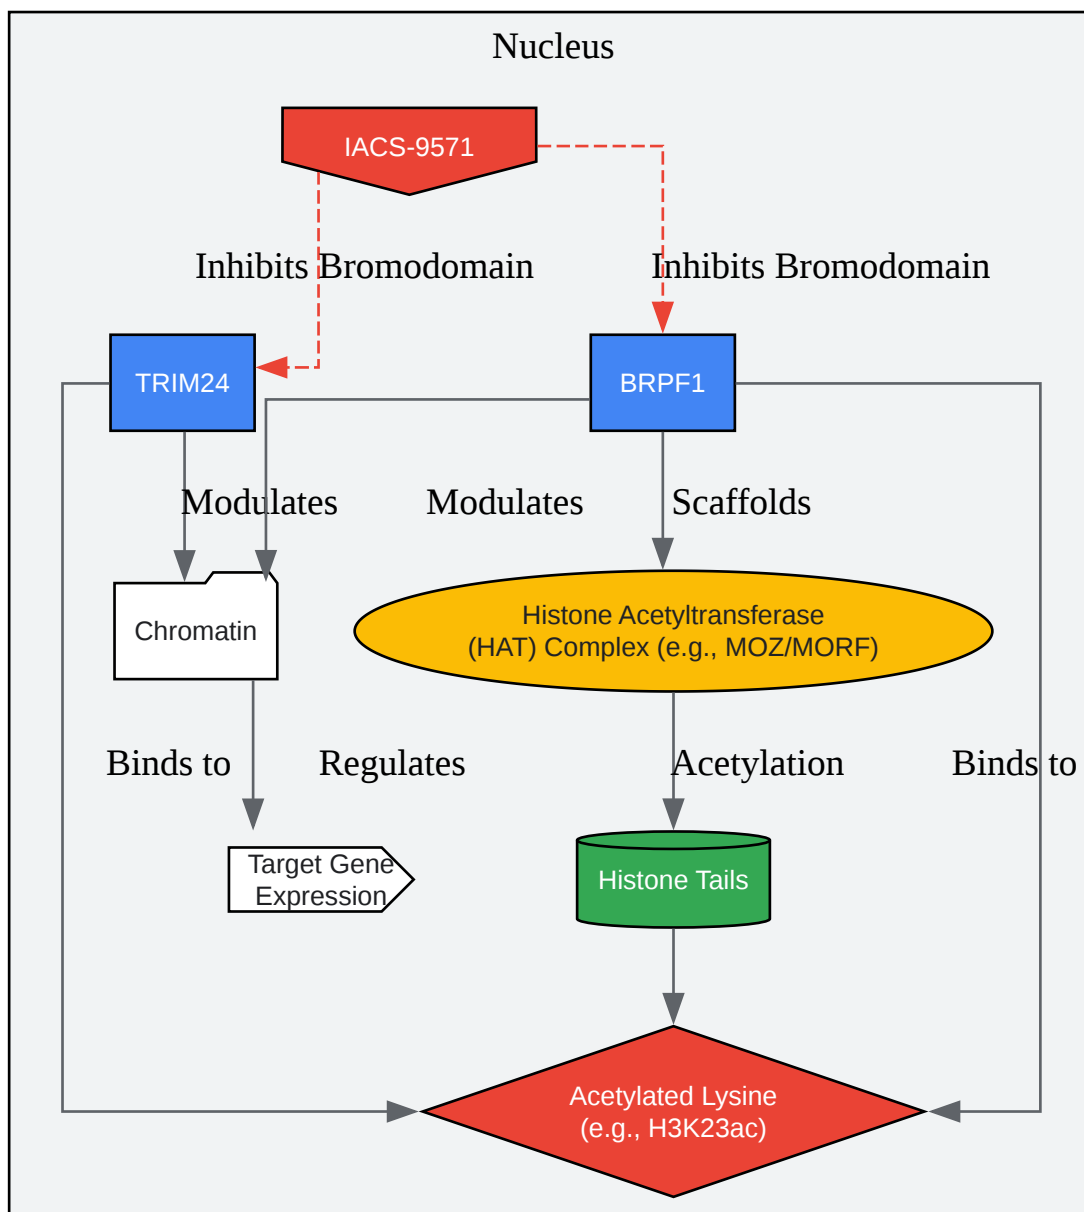 Nucleus
IACS-9571
Inhibits Bromodomain
Inhibits Bromodomain
TRIM24
BRPF1
Modulates
Modulates
Scaffolds
Chromatin
Histone Acetyltransferase
(HAT) Complex (e.g., MOZ/MORF)
Binds to
Regulates
Acetylation
Binds to
Target Gene
Expression
Histone Tails
Acetylated Lysine
(e.g., H3K23ac)